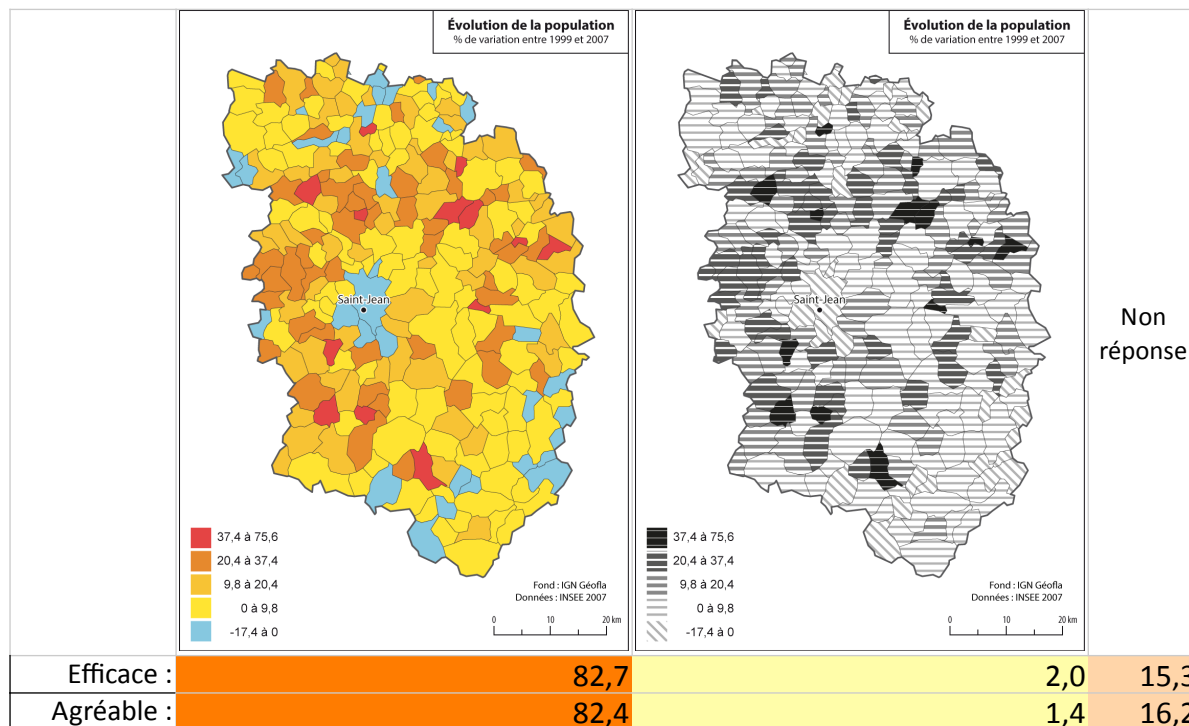 Évolution de la population
% de variation entre 1999 et 2007
Saint-Jean
37,4 à 75,6
20,4 à 37,4
9,8 à 20,4
0 à 9,8
-17,4 à 0
Fond : IGN Géofla
Données : INSEE 2007
0 10 20 km
Évolution de la population
% de variation entre 1999 et 2007
Saint-Jean
37,4 à 75,6
20,4 à 37,4
9,8 à 20,4
0 à 9,8
-17,4 à 0
Fond : IGN Géofla
Données : INSEE 2007
0 10 20 km
Non
réponse
Efficace : 82,7 2,0 15,3
Agréable : 82,4 1,4 16,2